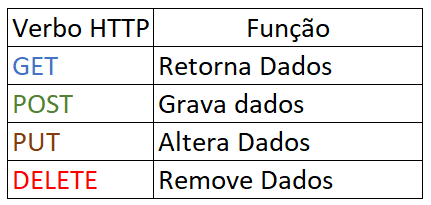 Verbo HTTP Função
GET Retorna Dados
POST Grava dados
PUT Altera Dados
DELETE Remove Dados